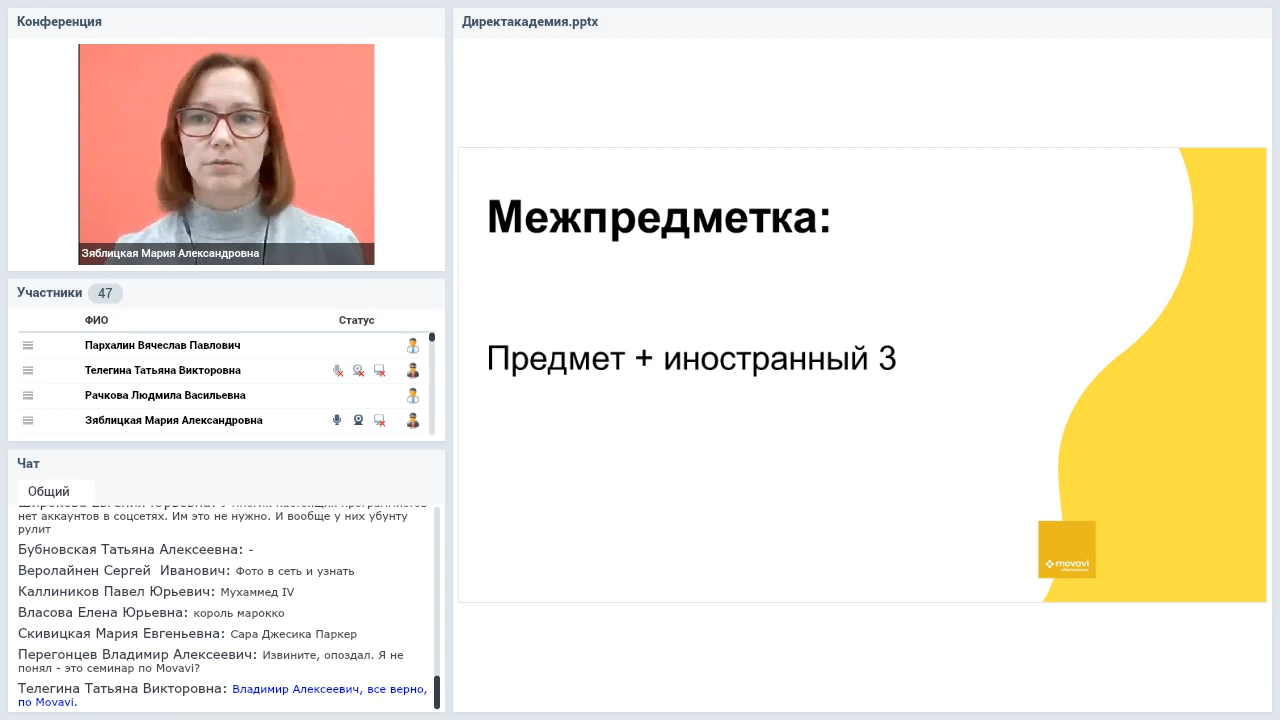 Конференция
Зяблицкая Мария Александровна
Участники 47
ФИО Статус
Пархалин Вячеслав Павлович
Телегина Татьяна Викторовна
Рачкова Людмила Васильевна
Зяблицкая Мария Александровна
Чат
Общий
нет аккаунтов в соцсетях. Им это не нужно. И вообще у них убунту
рулит
Бубновская Татьяна Алексеевна: -
Веролайнен Сергей Иванович: Фото в сеть и узнать
Каллиников Павел Юрьевич: Мухаммед IV
Власова Елена Юрьевна: король марокко
Скивицкая Мария Евгеньевна: Сара Джесика Паркер
Перегонцев Владимир Алексеевич: Извините, опоздал. Я не
понял - это семинар по Movavi?
Телегина Татьяна Викторовна: Владимир Алексеевич, все верно,
по Movavi.
Директакадемия.pptx
Межпредметка:
Предмет + иностранный 3
movavi